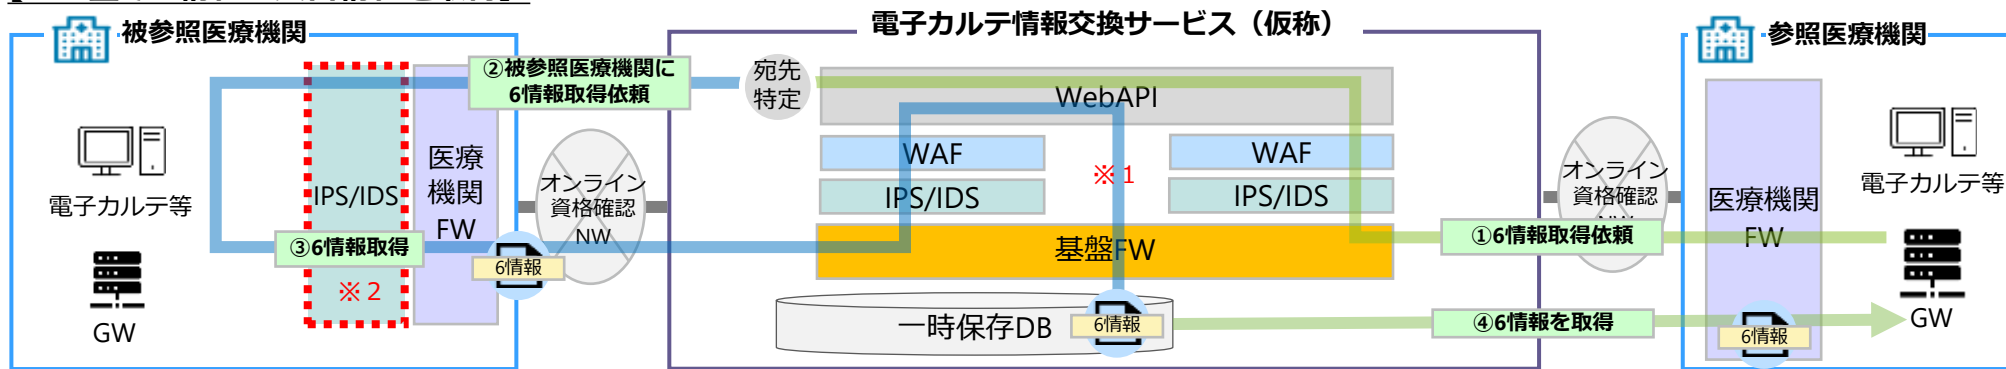 被参照医療機関
電子カルテ情報交換サービス（仮称）
参照医療機関
②被参照医療機関に
6情報取得依頼
宛先
特定
WebAPI
医療
機関
FW
IPS/IDS
電子カルテ等
オンライン
資格確認
NW
WAF
IPS/IDS
※1
WAF
IPS/IDS
オンライン
資格確認
医療機関
FW
電子カルテ等
③6情報取得
6情報
基盤FW
①6情報取得依頼
※2
GW
一時保存DB
6情報
④6情報を取得
6情報
GW